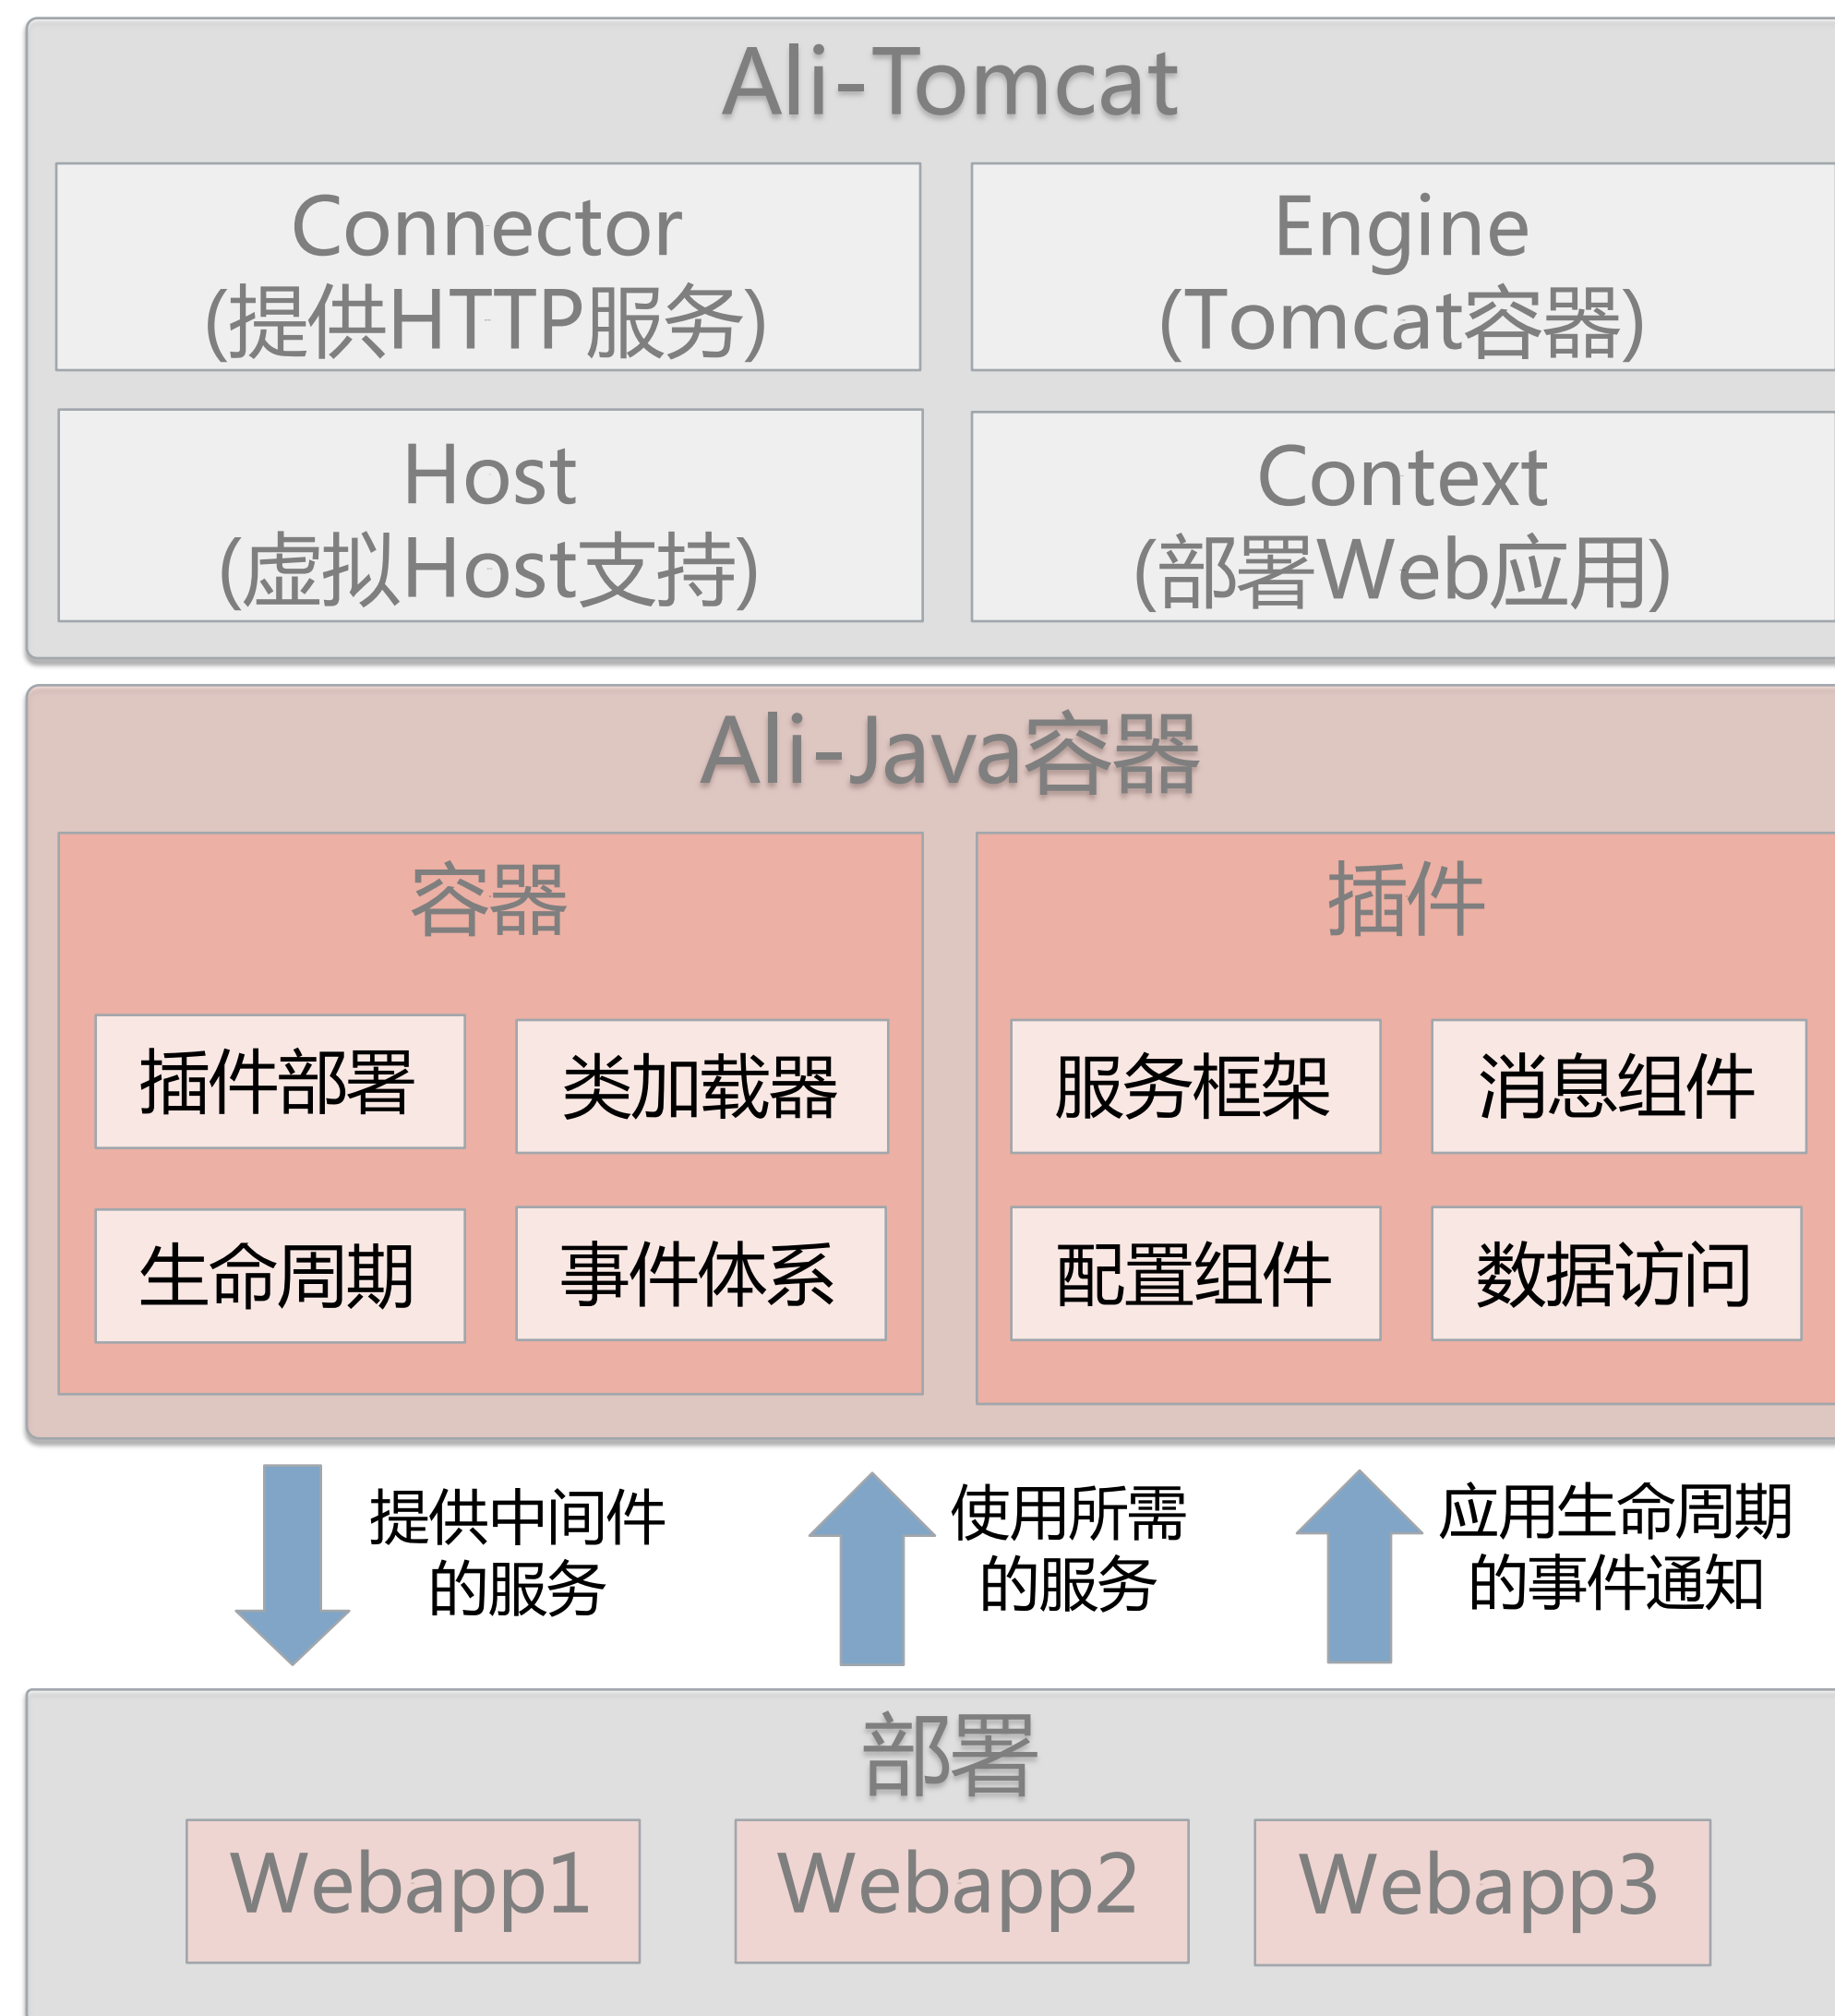 Ali-Tomcat
Connector
(提供HTTP服务)
Engine
(Tomcat容器)
Host
(虚拟Host支持)
Context
(部署Web应用)
Ali-Java容器
容器
插件部署
类加载器
生命周期
事件体系
插件
服务框架
消息组件
配置组件
数据访问
提供中间件
的服务
使用所需
的服务
应用生命周期
的事件通知
部署
Webapp1
Webapp2
Webapp3